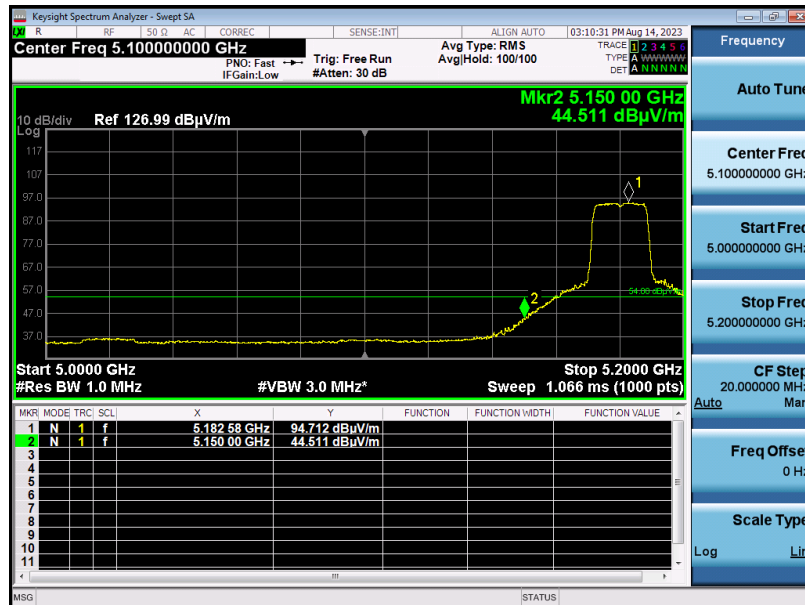 Keysight Spectrum Analyzer - Swept SA
LXI R RF 50 Ω AC CORREC SENSE:INT ALIGN AUTO 03:10:31 PM Aug 14, 2023
Center Freq 5.100000000 GHz
PNO: Fast
IFGain:Low
Trig: Free Run
#Atten: 30 dB
Avg Type: RMS
Avg|Hold: 100/100
TRACE 1 2 3 4 5 6
TYPE A WWWWW
DET A N N N N N
Mkr2 5.150 00 GHz
44.511 dBµV/m
10 dB/div Ref 126.99 dBµV/m
Log
117
107
97.0
87.0
77.0
67.0
57.0
47.0
37.0
1
2
54.00 dBµV/m
Start 5.0000 GHz Stop 5.2000 GHz
#Res BW 1.0 MHz #VBW 3.0 MHz* Sweep 1.066 ms (1000 pts)
MKR MODE TRC SCL X Y FUNCTION FUNCTION WIDTH FUNCTION VALUE
1 N 1 f 5.182 58 GHz 94.712 dBµV/m
2 N 1 f 5.150 00 GHz 44.511 dBµV/m
3
4
5
6
7
8
9
10
11
MSG STATUS
Frequency
Auto Tune
Center Freq
5.100000000 GHz
Start Freq
5.000000000 GHz
Stop Freq
5.200000000 GHz
CF Step
20.000000 MHz
Auto Man
Freq Offset
0 Hz
Scale Type
Log Lin